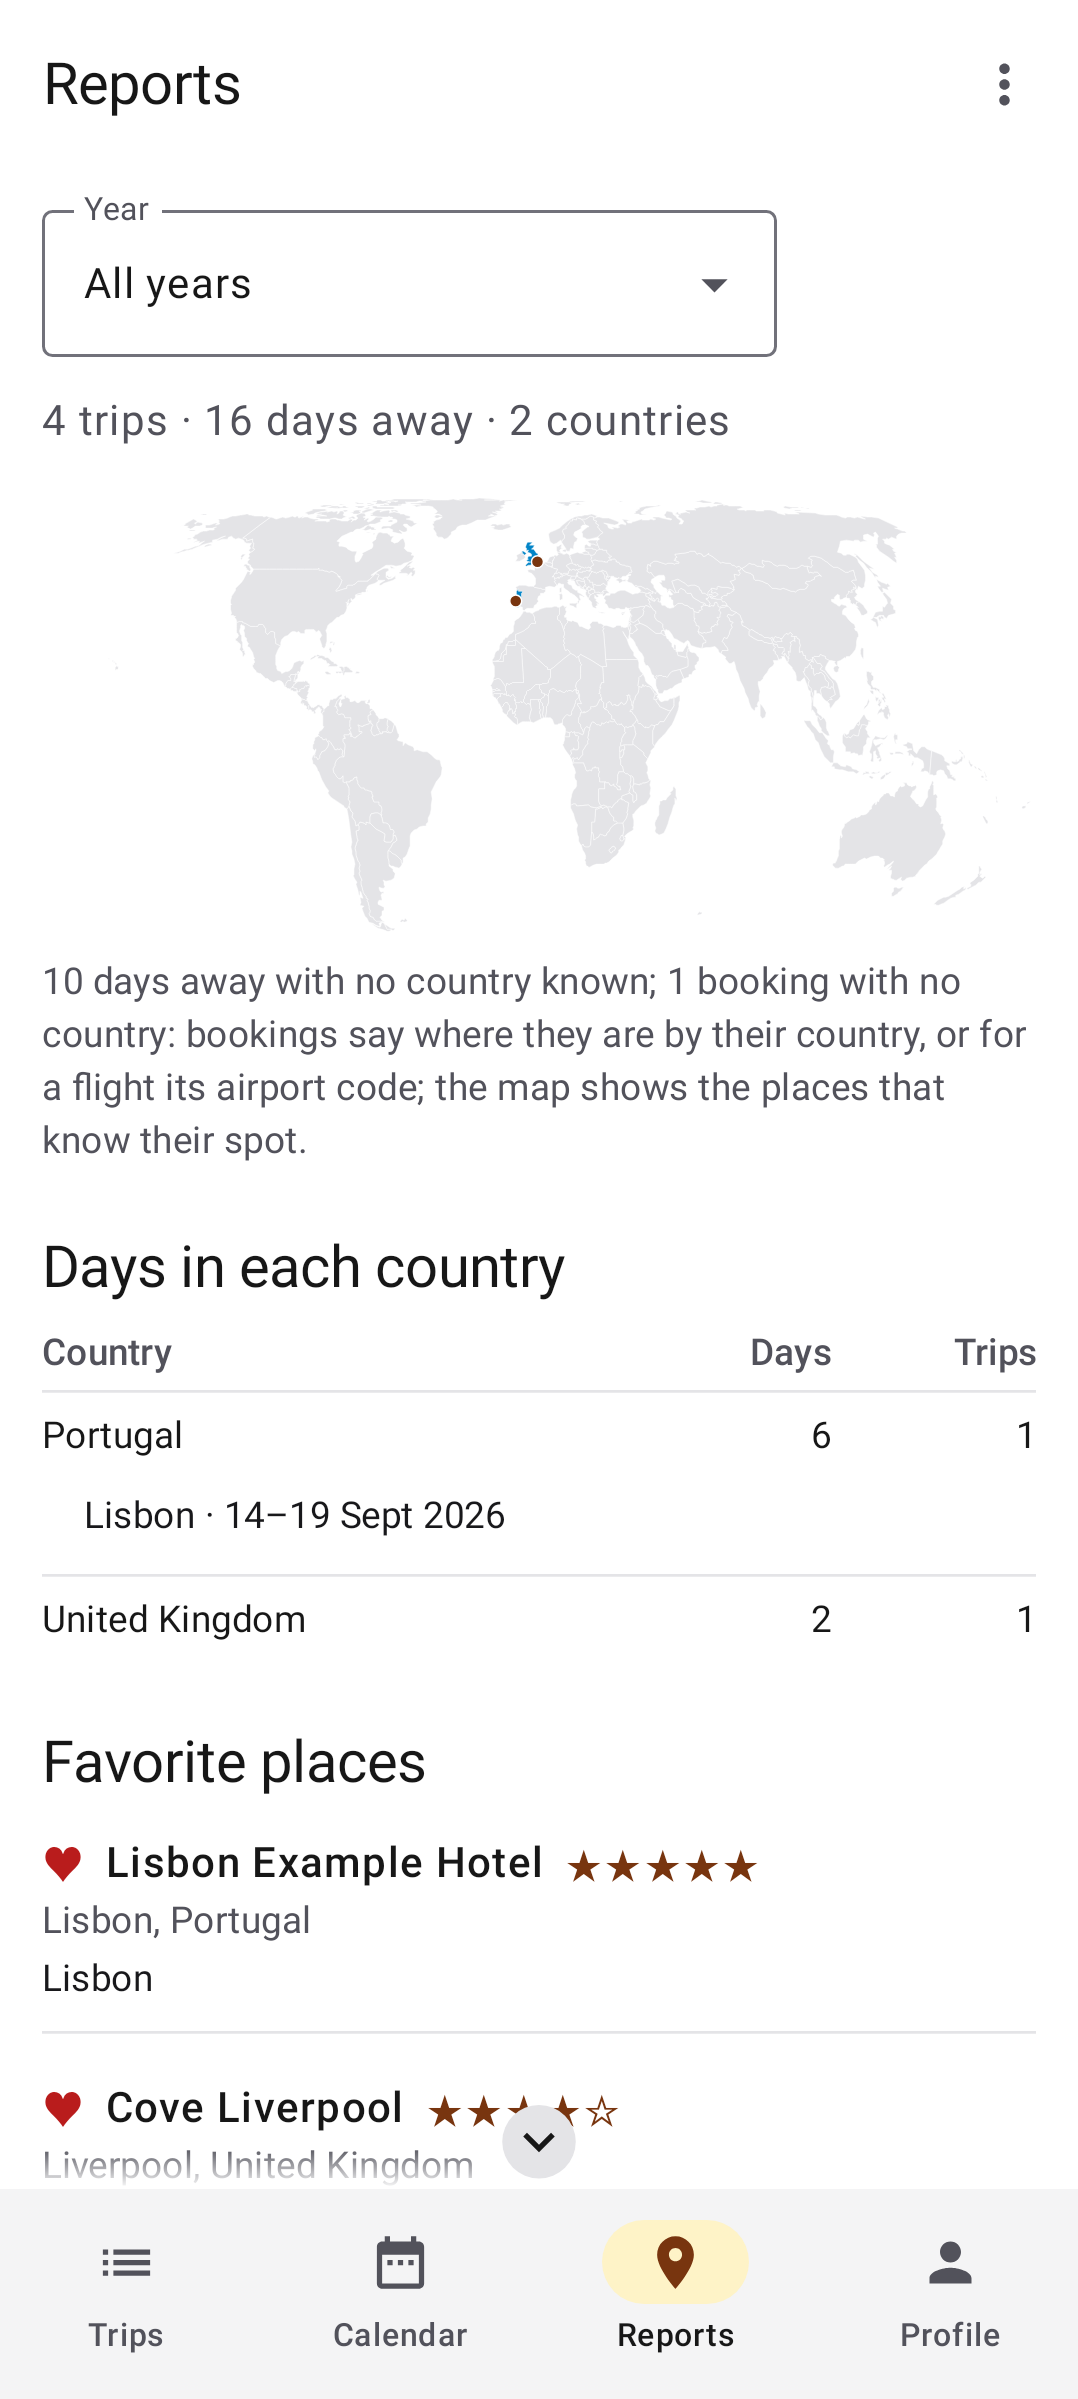 Reports
Year
All years
4 trips · 16 days away · 2 countries
10 days away with no country known; 1 booking with no
country: bookings say where they are by their country, or for
a flight its airport code; the map shows the places that
know their spot.
Days in each country
Country Days Trips
Portugal 6 1
Lisbon · 14–19 Sept 2026
United Kingdom 2 1
Favorite places
Lisbon Example Hotel ★★★★★
Lisbon, Portugal
Lisbon
Cove Liverpool ★★★★☆
Liverpool, United Kingdom
Trips Calendar Reports Profile